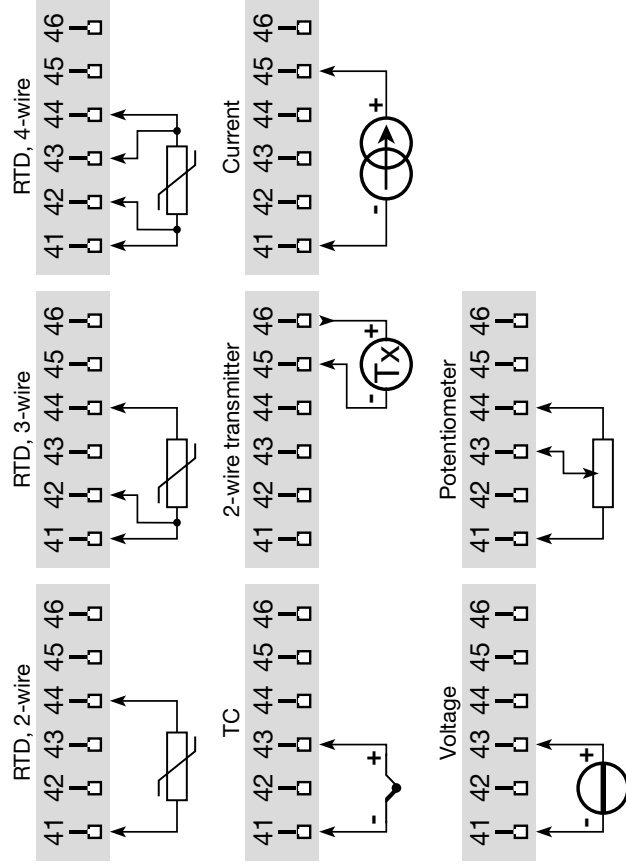 RTD, 2-wire
41 42 43 44 45 46
RTD, 3-wire
41 42 43 44 45 46
RTD, 4-wire
41 42 43 44 45 46
TC
41 42 43 44 45 46
- +
2-wire transmitter
41 42 43 44 45 46
- +
Tx
Current
41 42 43 44 45 46
- +
Voltage
41 42 43 44 45 46
- +
Potentiometer
41 42 43 44 45 46